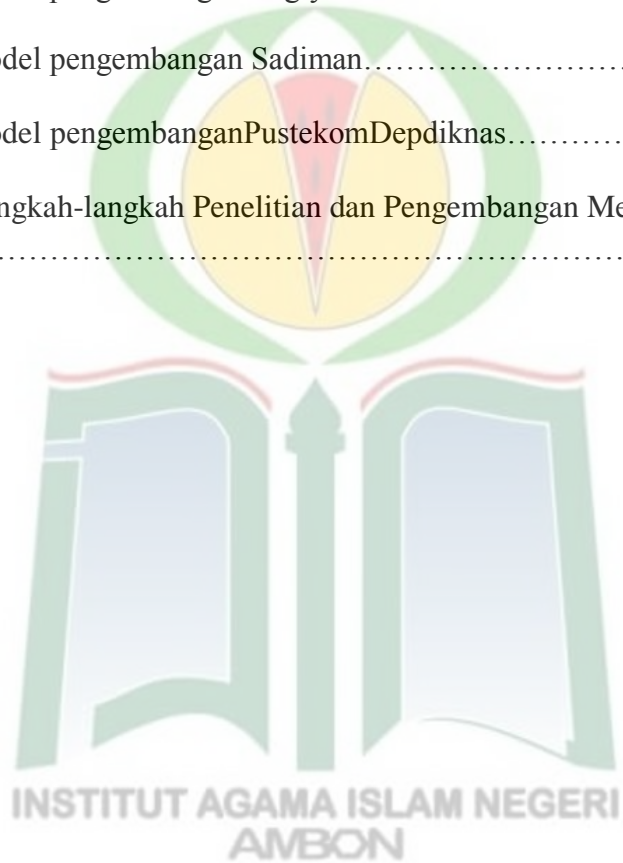 odel pengembangan Sadiman……………………
odel pengembanganPustekomDepdiknas…………
ngkah-langkah Penelitian dan Pengembangan Me
………………………………………………………
INSTITUT AGAMA ISLAM NEGERI
AMBON